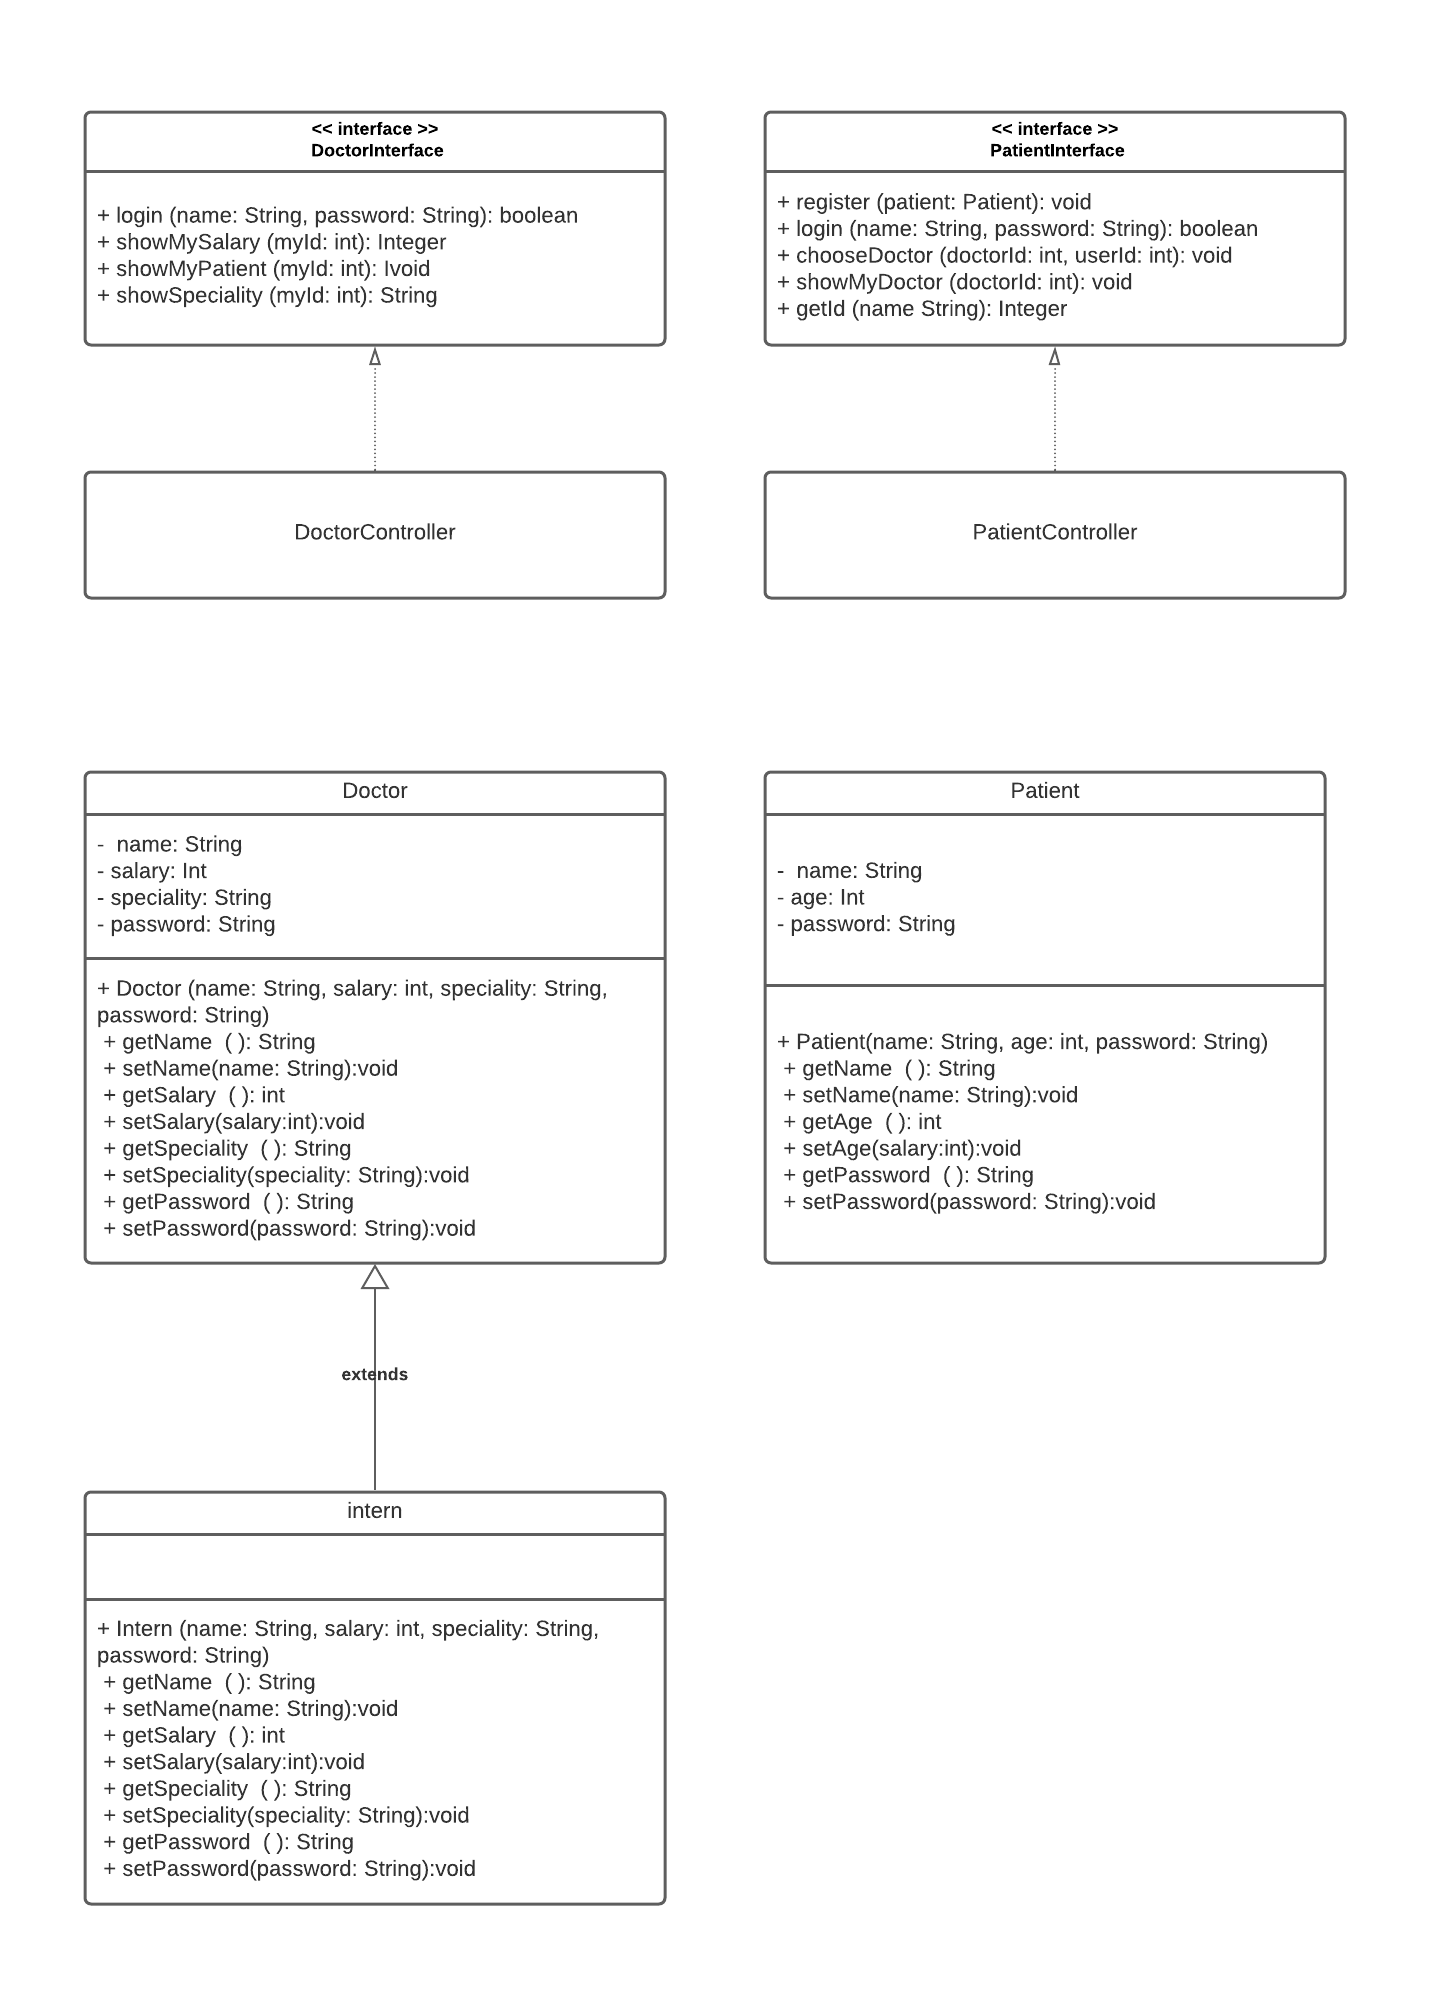 << interface >>
DoctorInterface
+ login (name: String, password: String): boolean
+ showMySalary (myId: int): Integer
+ showMyPatient (myId: int): Ivoid
+ showSpeciality (myId: int): String
<< interface >>
PatientInterface
+ register (patient: Patient): void
+ login (name: String, password: String): boolean
+ chooseDoctor (doctorId: int, userId: int): void
+ showMyDoctor (doctorId: int): void
+ getId (name String): Integer
DoctorController
PatientController
Doctor
-  name: String
- salary: Int
- speciality: String
- password: String
+ Doctor (name: String, salary: int, speciality: String,
password: String)
+ getName  ( ): String
+ setName(name: String):void
+ getSalary  ( ): int
+ setSalary(salary:int):void
+ getSpeciality  ( ): String
+ setSpeciality(speciality: String):void
+ getPassword  ( ): String
+ setPassword(password: String):void
Patient
-  name: String
- age: Int
- password: String
+ Patient(name: String, age: int, password: String)
+ getName  ( ): String
+ setName(name: String):void
+ getAge  ( ): int
+ setAge(salary:int):void
+ getPassword  ( ): String
+ setPassword(password: String):void
extends
intern
+ Intern (name: String, salary: int, speciality: String,
password: String)
+ getName  ( ): String
+ setName(name: String):void
+ getSalary  ( ): int
+ setSalary(salary:int):void
+ getSpeciality  ( ): String
+ setSpeciality(speciality: String):void
+ getPassword  ( ): String
+ setPassword(password: String):void